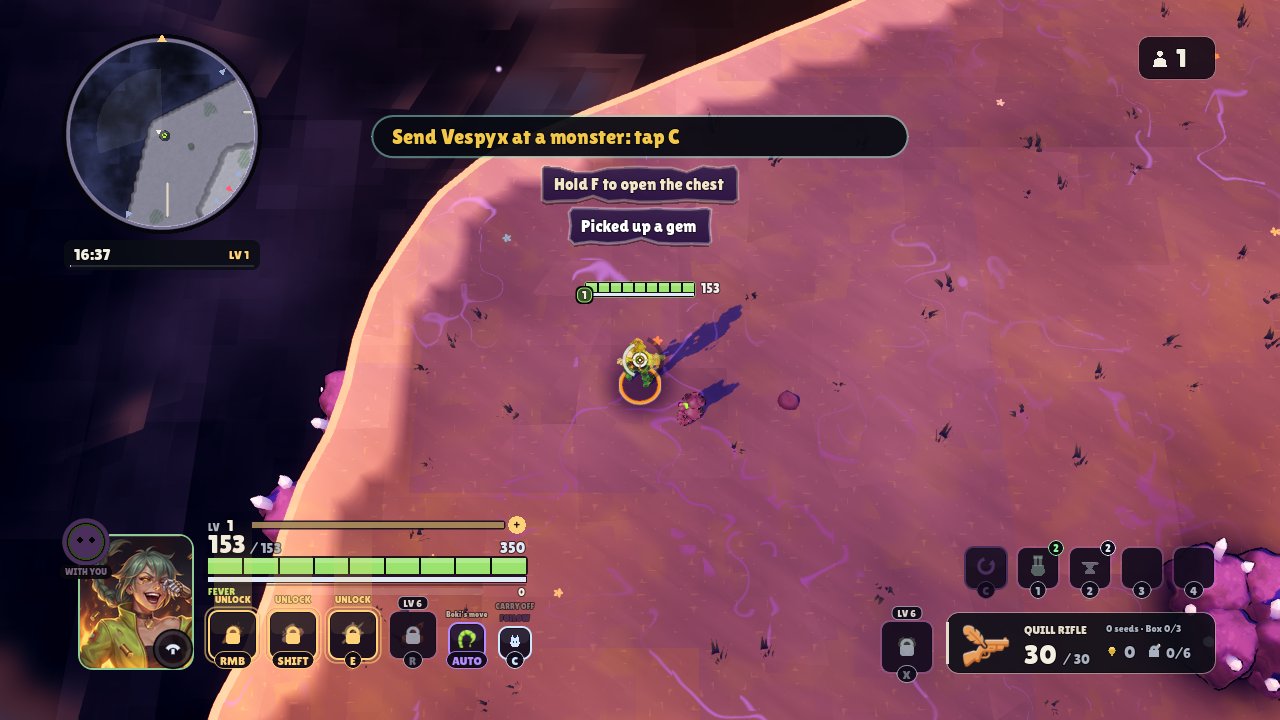 1
Send Vespyx at a monster: tap C
Hold F to open the chest
Picked up a gem
16:37
LV 1
1
153
LV 1
153 / 153
350
WITH YOU
FEVER
0
UNLOCK
UNLOCK
UNLOCK
LV 6
Boki's move
CARRY OFF
FOLLOW
RMB
SHIFT
E
R
AUTO
C
2
2
C
1
2
3
4
LV 6
X
QUILL RIFLE
0 seeds · Box 0/3
30 / 30
0
0/6